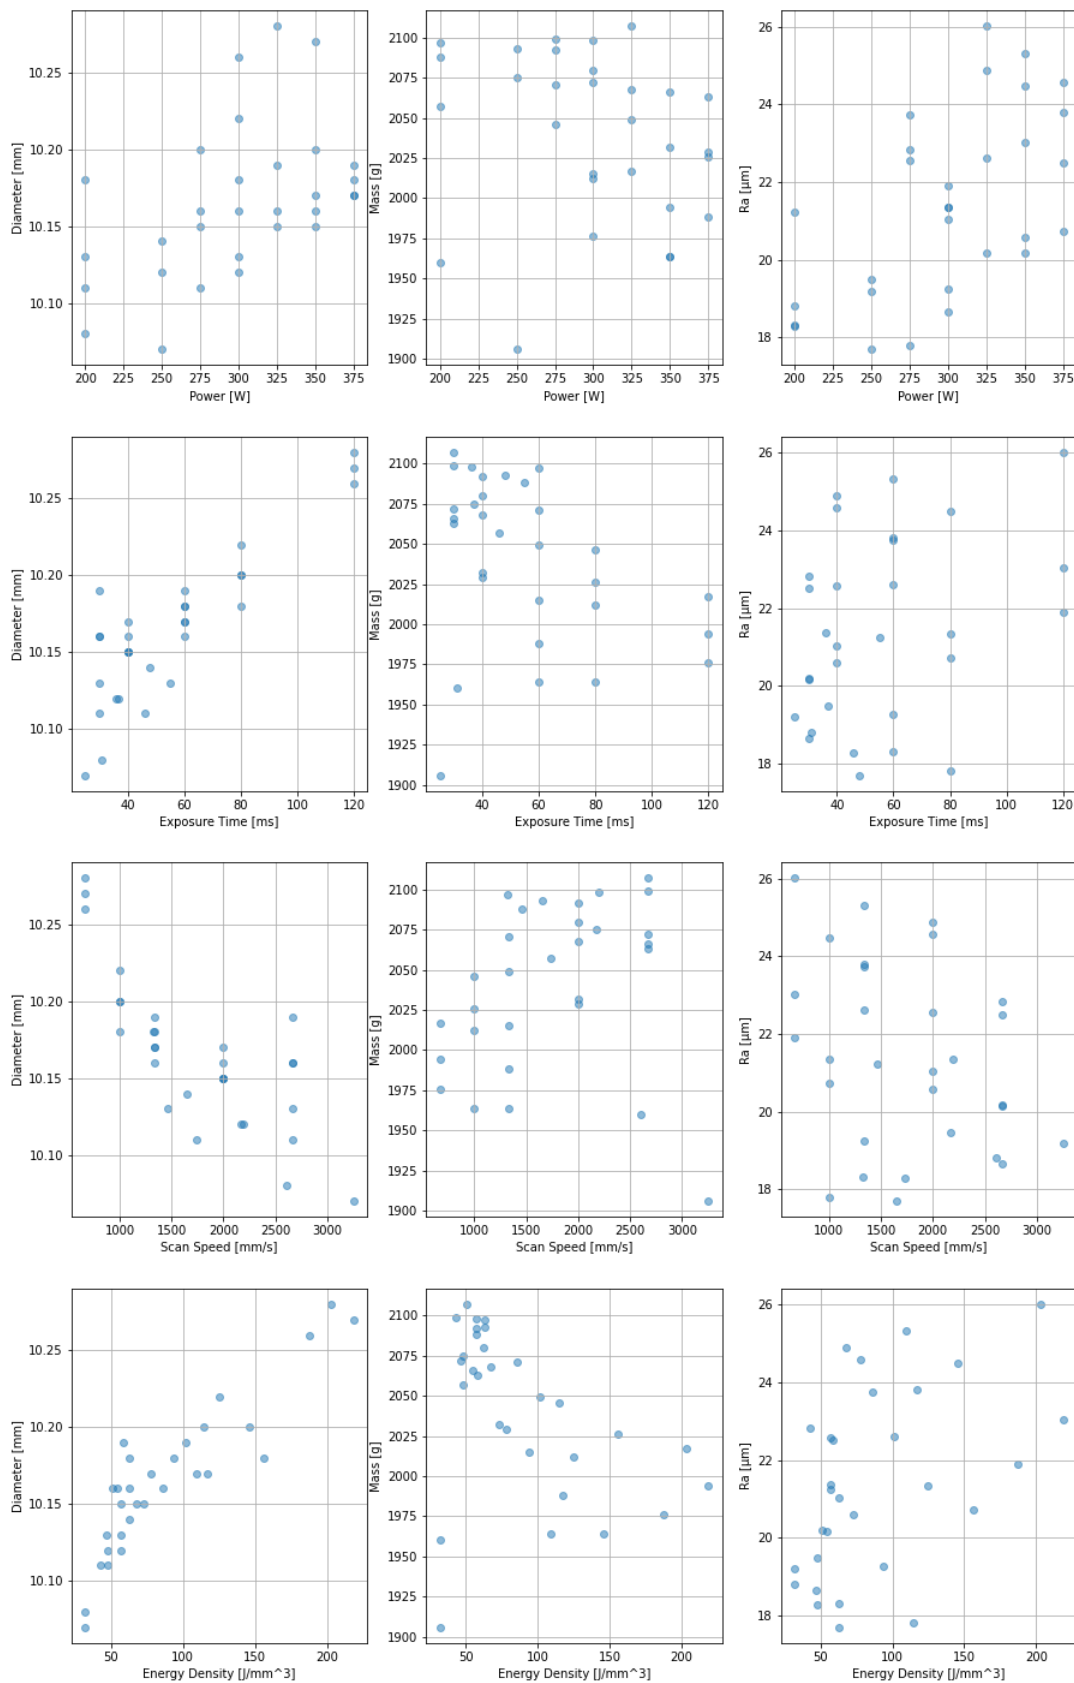 10.25
10.20
10.15
10.10
Diameter [mm]
200 225 250 275 300 325 350 375
Power [W]
2100
2075
2050
2025
2000
1975
1950
1925
1900
Mass [g]
200 225 250 275 300 325 350 375
Power [W]
26
24
22
20
18
Ra [µm]
200 225 250 275 300 325 350 375
Power [W]
10.25
10.20
10.15
10.10
Diameter [mm]
40 60 80 100 120
Exposure Time [ms]
2100
2075
2050
2025
2000
1975
1950
1925
1900
Mass [g]
40 60 80 100 120
Exposure Time [ms]
26
24
22
20
18
Ra [µm]
40 60 80 100 120
Exposure Time [ms]
10.25
10.20
10.15
10.10
Diameter [mm]
1000 1500 2000 2500 3000
Scan Speed [mm/s]
2100
2075
2050
2025
2000
1975
1950
1925
1900
Mass [g]
1000 1500 2000 2500 3000
Scan Speed [mm/s]
26
24
22
20
18
Ra [µm]
1000 1500 2000 2500 3000
Scan Speed [mm/s]
10.25
10.20
10.15
10.10
Diameter [mm]
50 100 150 200
Energy Density [J/mm^3]
2100
2075
2050
2025
2000
1975
1950
1925
1900
Mass [g]
50 100 150 200
Energy Density [J/mm^3]
26
24
22
20
18
Ra [µm]
50 100 150 200
Energy Density [J/mm^3]